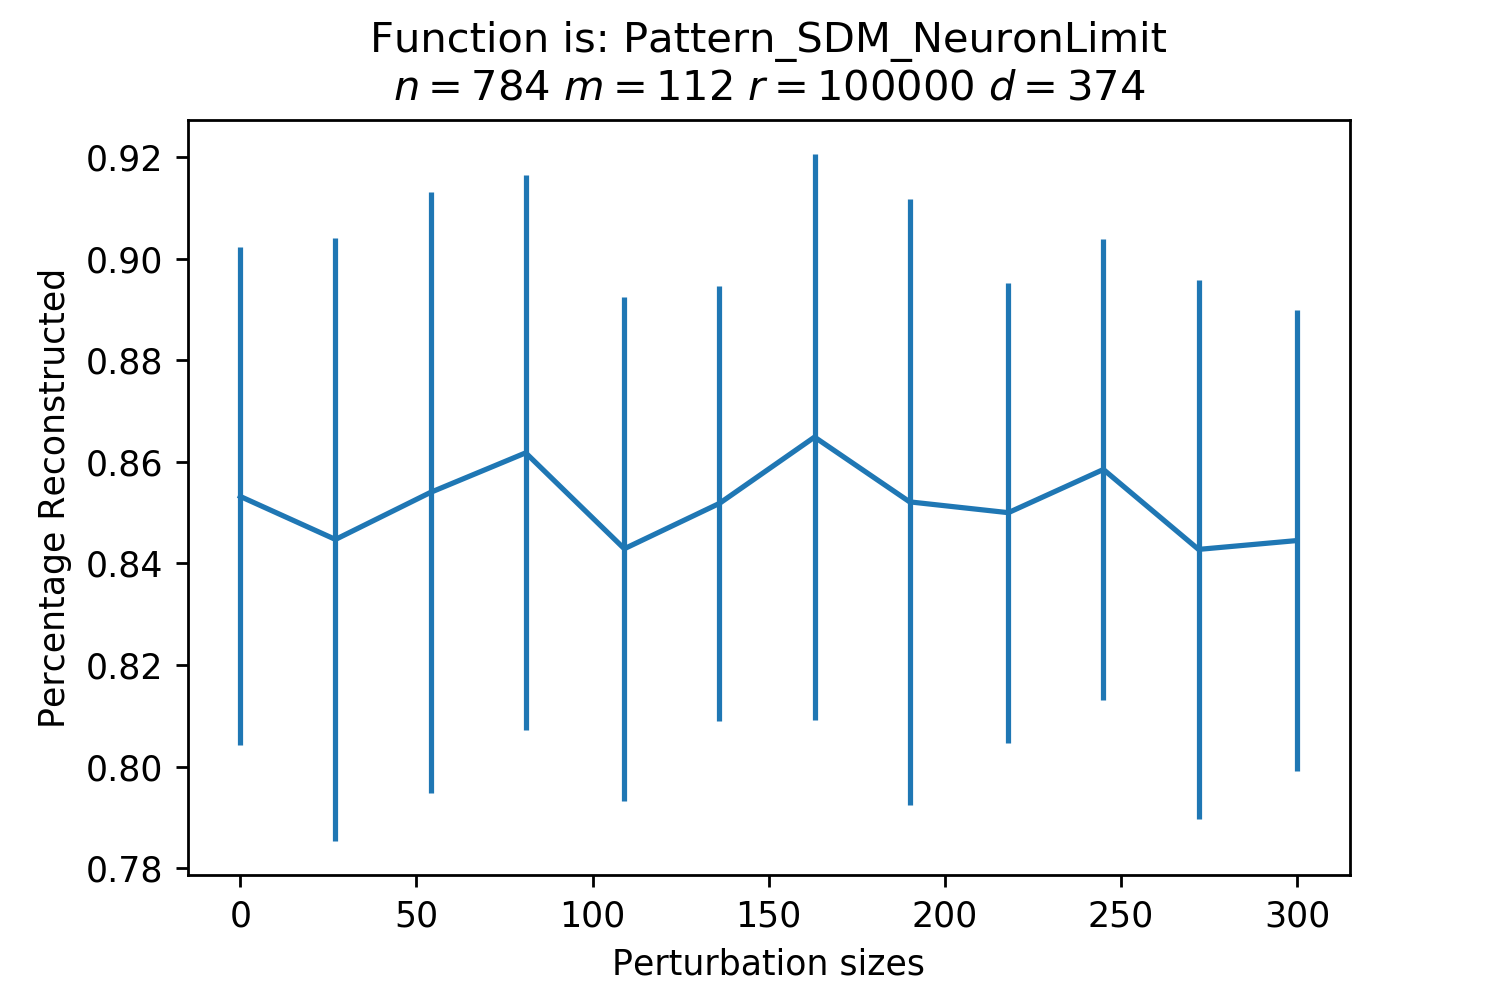 Function is: Pattern_SDM_NeuronLimit
n = 784 m = 112 r = 100000 d = 374
0.92
0.90
0.88
0.86
0.84
0.82
0.80
0.78
Percentage Reconstructed
0 50 100 150 200 250 300
Perturbation sizes